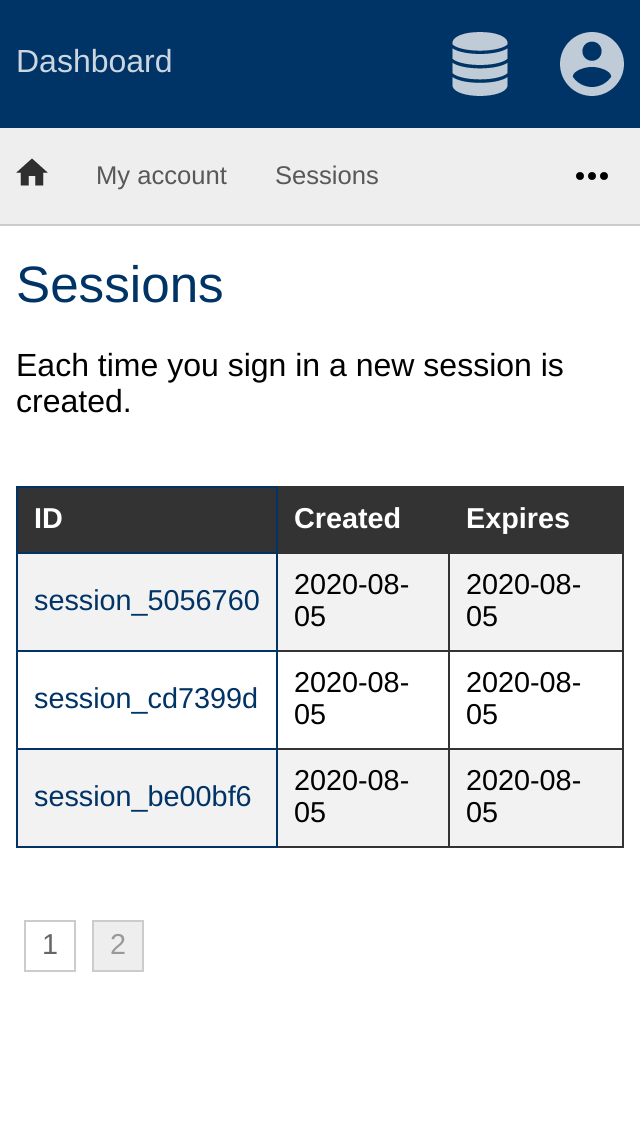 Dashboard
My account Sessions
Sessions
Each time you sign in a new session is
created.
ID Created Expires
session_5056760 2020-08-05 2020-08-05
session_cd7399d 2020-08-05 2020-08-05
session_be00bf6 2020-08-05 2020-08-05
1 2